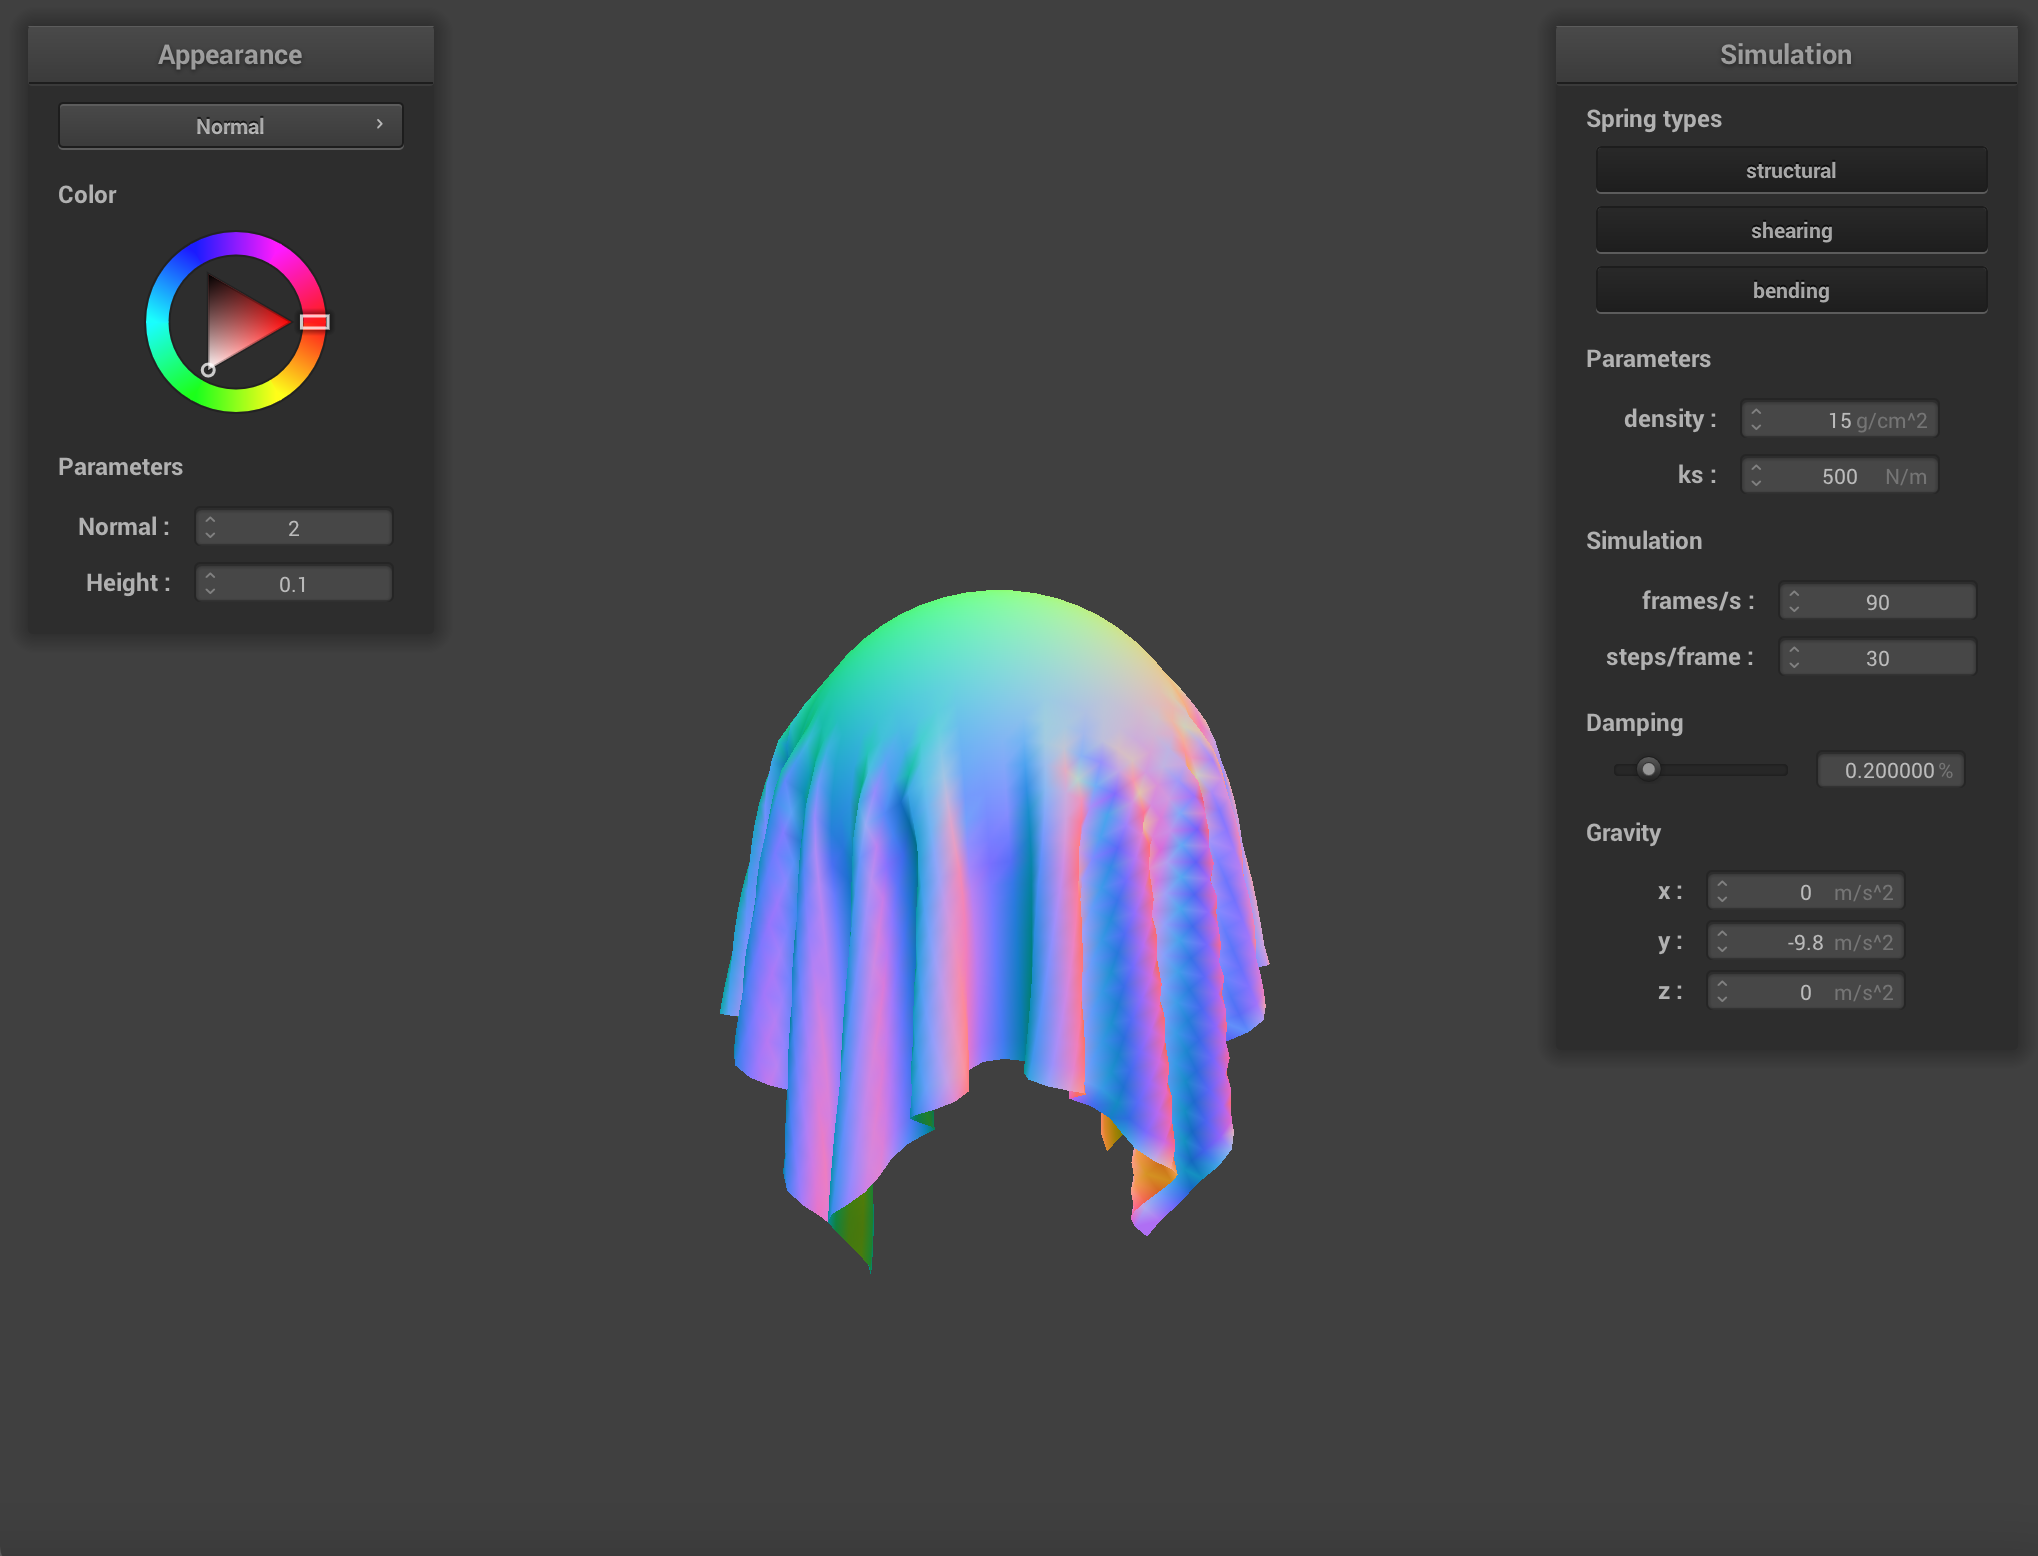 Appearance
Normal
Color
Parameters
Normal : 2
Height : 0.1
Simulation
Spring types
structural
shearing
bending
Parameters
density : 15 g/cm^2
ks : 500 N/m
Simulation
frames/s : 90
steps/frame : 30
Damping
0.200000 %
Gravity
x : 0 m/s^2
y : -9.8 m/s^2
z : 0 m/s^2